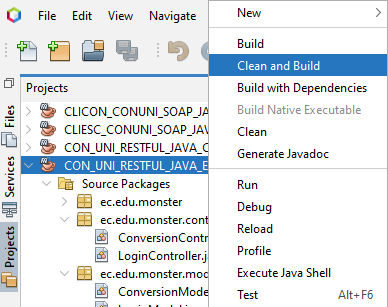 File Edit View Navigate
Projects
Files
Services
Projects
CLICON_CONUNI_SOAP_JA
CLIESC_CONUNI_SOAP_JAV
CON_UNI_RESTFUL_JAVA_C
CON_UNI_RESTFUL_JAVA_E
Source Packages
ec.edu.monster
ec.edu.monster.cont
ConversionContr
LoginController.j
ec.edu.monster.mod
ConversionMode
New
Build
Clean and Build
Build with Dependencies
Build Native Executable
Clean
Generate Javadoc
Run
Debug
Reload
Profile
Execute Java Shell
Test Alt+F6